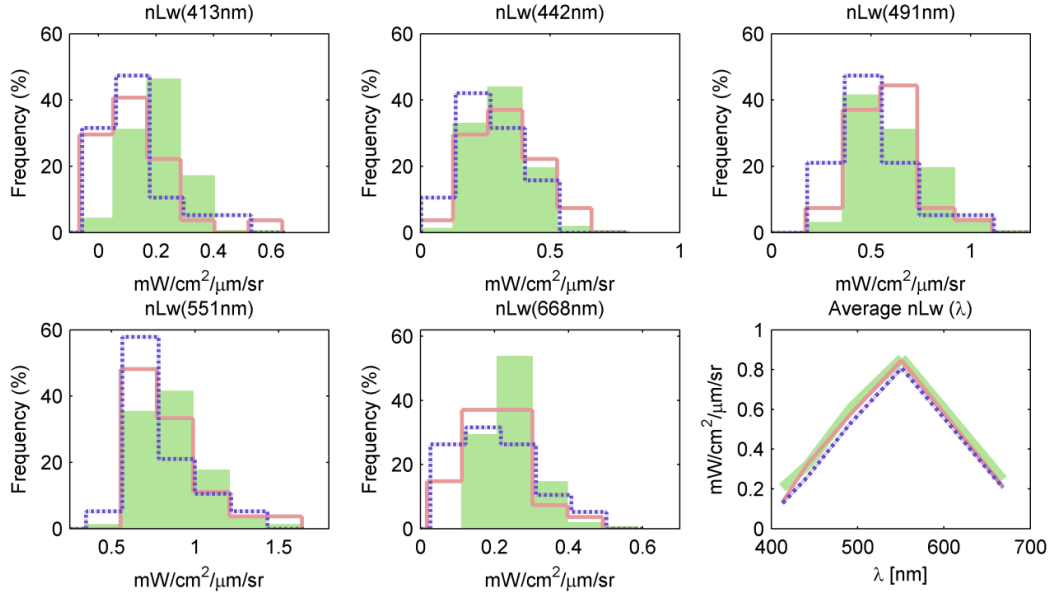 nLw(413nm)
60
40
20
0
Frequency (%)
0 0.2 0.4 0.6
mW/cm²/μm/sr
nLw(442nm)
60
40
20
0
Frequency (%)
0 0.5 1
mW/cm²/μm/sr
nLw(491nm)
60
40
20
0
Frequency (%)
0 0.5 1
mW/cm²/μm/sr
nLw(551nm)
60
40
20
0
Frequency (%)
0.5 1 1.5
mW/cm²/μm/sr
nLw(668nm)
60
40
20
0
Frequency (%)
0 0.2 0.4 0.6
mW/cm²/μm/sr
Average nLw (λ)
1
0.8
0.6
0.4
0.2
0
mW/cm²/μm/sr
400 500 600 700
λ [nm]